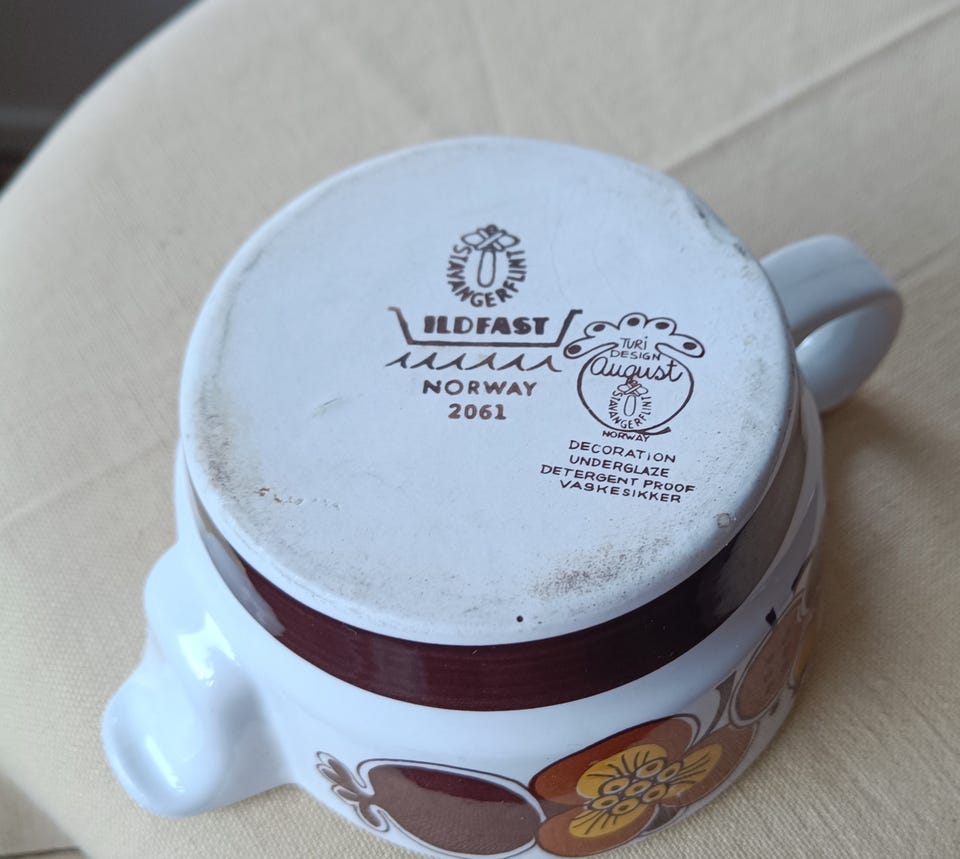 STAVANGERFLINT
ILDFAST
NORWAY
2061
TURi
DESIGN
August
STAVANGERFLINT
NORWAY
DECORATiON
UNDERGLAZE
DETERGENT PROOF
VASKESIKKER